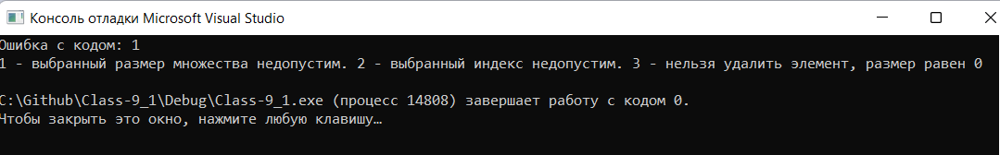 Консоль отладки Microsoft Visual Studio
Ошибка с кодом: 1
1 - выбранный размер множества недопустим. 2 - выбранный индекс недопустим. 3 - нельзя удалить элемент, размер равен 0
C:\Github\Class-9_1\Debug\Class-9_1.exe (процесс 14808) завершает работу с кодом 0.
Чтобы закрыть это окно, нажмите любую клавишу…